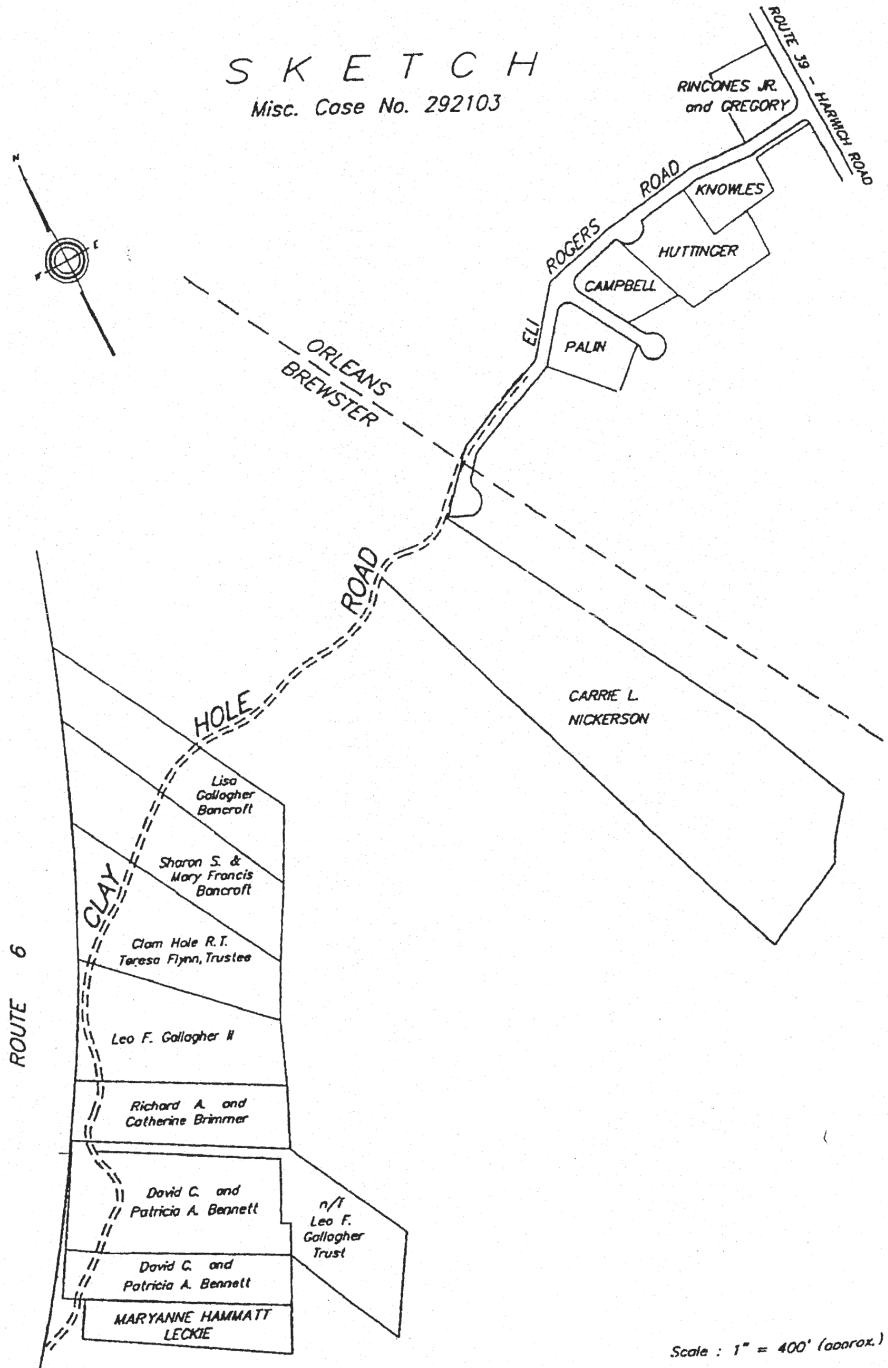 SKETCH
Misc. Case No. 292103
ROUTE 39 - HARWICH ROAD
RINCONES JR.
and GREGORY
N
E
W
ELI ROGERS ROAD
KNOWLES
HUTTINGER
CAMPBELL
PALIN
ORLEANS
BREWSTER
CLAY HOLE ROAD
CARRIE L.
NICKERSON
Lisa
Gallagher
Bancroft
Sharon S. &
Mary Francis
Bancroft
Clam Hole R.T.
Teresa Flynn, Trustee
ROUTE 6
Leo F. Gallagher II
Richard A. and
Catherine Brimmer
David C. and
Patricia A. Bennett
n/f
Leo F.
Gallagher
Trust
David C. and
Patricia A. Bennett
MARYANNE HAMMATT
LECKIE
Scale : 1" = 400' (approx.)